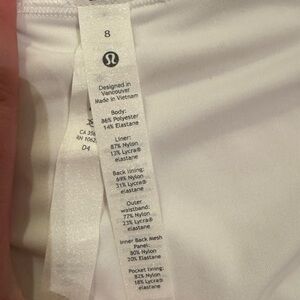 8
Designed in
Vancouver
Made in Vietnam
Body:
86% Polyester
14% Elastane
Liner:
87% Nylon
13% Lycra®
elastane
Back lining:
69% Nylon
31% Lycra®
elastane
Outer
waistband:
77% Nylon
23% Lycra®
elastane
Inner Back Mesh
Panel:
80% Nylon
20% Elastane
Pocket lining:
82% Nylon
18% Lycra®
elastane
D4